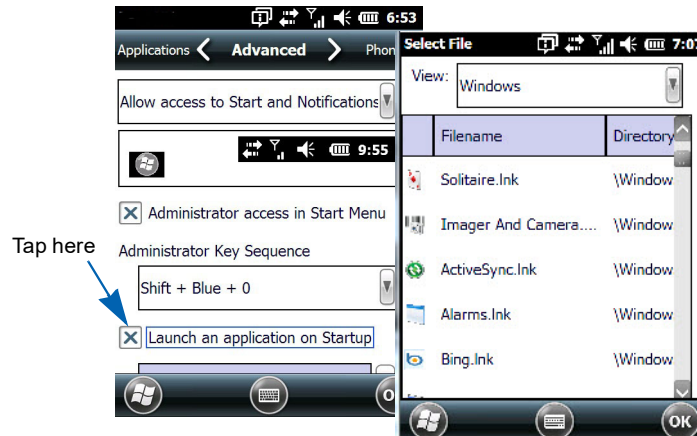 6:53
Applications Advanced Phon
Allow access to Start and Notifications
9:55
Administrator access in Start Menu
Administrator Key Sequence
Shift + Blue + 0
Launch an application on Startup
Tap here
Select File 7:07
View: Windows
Filename Directory
Solitaire.lnk \Window
Imager And Camera.... \Window
ActiveSync.lnk \Window
Alarms.lnk \Window
Bing.lnk \Window
OK